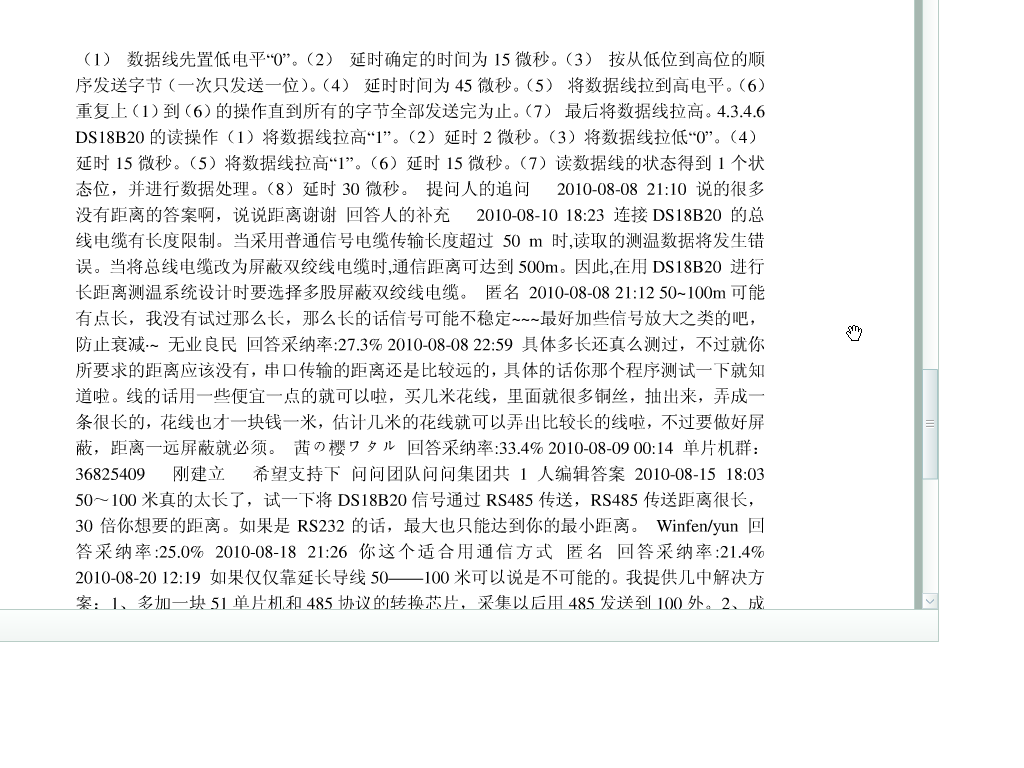 （1） 数据线先置低电平“0”。（2） 延时确定的时间为 15 微秒。（3） 按从低位到高位的顺
序发送字节（一次只发送一位）。（4） 延时时间为 45 微秒。（5） 将数据线拉到高电平。（6）
重复上（1）到（6）的操作直到所有的字节全部发送完为止。（7） 最后将数据线拉高。4.3.4.6
DS18B20 的读操作（1）将数据线拉高“1”。（2）延时 2 微秒。（3）将数据线拉低“0”。（4）
延时 15 微秒。（5）将数据线拉高“1”。（6）延时 15 微秒。（7）读数据线的状态得到 1 个状
态位，并进行数据处理。（8）延时 30 微秒。 提问人的追问 2010-08-08 21:10 说的很多
没有距离的答案啊，说说距离谢谢 回答人的补充 2010-08-10 18:23 连接 DS18B20 的总
线电缆有长度限制。当采用普通信号电缆传输长度超过 50 m 时,读取的测温数据将发生错
误。当将总线电缆改为屏蔽双绞线电缆时,通信距离可达到 500m。因此,在用 DS18B20 进行
长距离测温系统设计时要选择多股屏蔽双绞线电缆。 匿名 2010-08-08 21:12 50~100m 可能
有点长，我没有试过那么长，那么长的话信号可能不稳定~~~最好加些信号放大之类的吧，
防止衰减·~ 无业良民 回答采纳率:27.3% 2010-08-08 22:59 具体多长还真么测过，不过就你
所要求的距离应该没有，串口传输的距离还是比较远的，具体的话你那个程序测试一下就知
道啦。线的话用一些便宜一点的就可以啦，买几米花线，里面就很多铜丝，抽出来，弄成一
条很长的，花线也才一块钱一米，估计几米的花线就可以弄出比较长的线啦，不过要做好屏
蔽，距离一远屏蔽就必须。 茜の樱ワタル 回答采纳率:33.4% 2010-08-09 00:14 单片机群：
36825409 刚建立 希望支持下 问问团队问问集团共 1 人编辑答案 2010-08-15 18:03
50～100 米真的太长了，试一下将 DS18B20 信号通过 RS485 传送，RS485 传送距离很长，
30 倍你想要的距离。如果是 RS232 的话，最大也只能达到你的最小距离。 Winfen/yun 回
答采纳率:25.0% 2010-08-18 21:26 你这个适合用通信方式 匿名 回答采纳率:21.4%
2010-08-20 12:19 如果仅仅靠延长导线 50——100 米可以说是不可能的。我提供几中解决方
案：1、多加一块 51 单片机和 485 协议的转换芯片，采集以后用 485 发送到 100 外。2、成